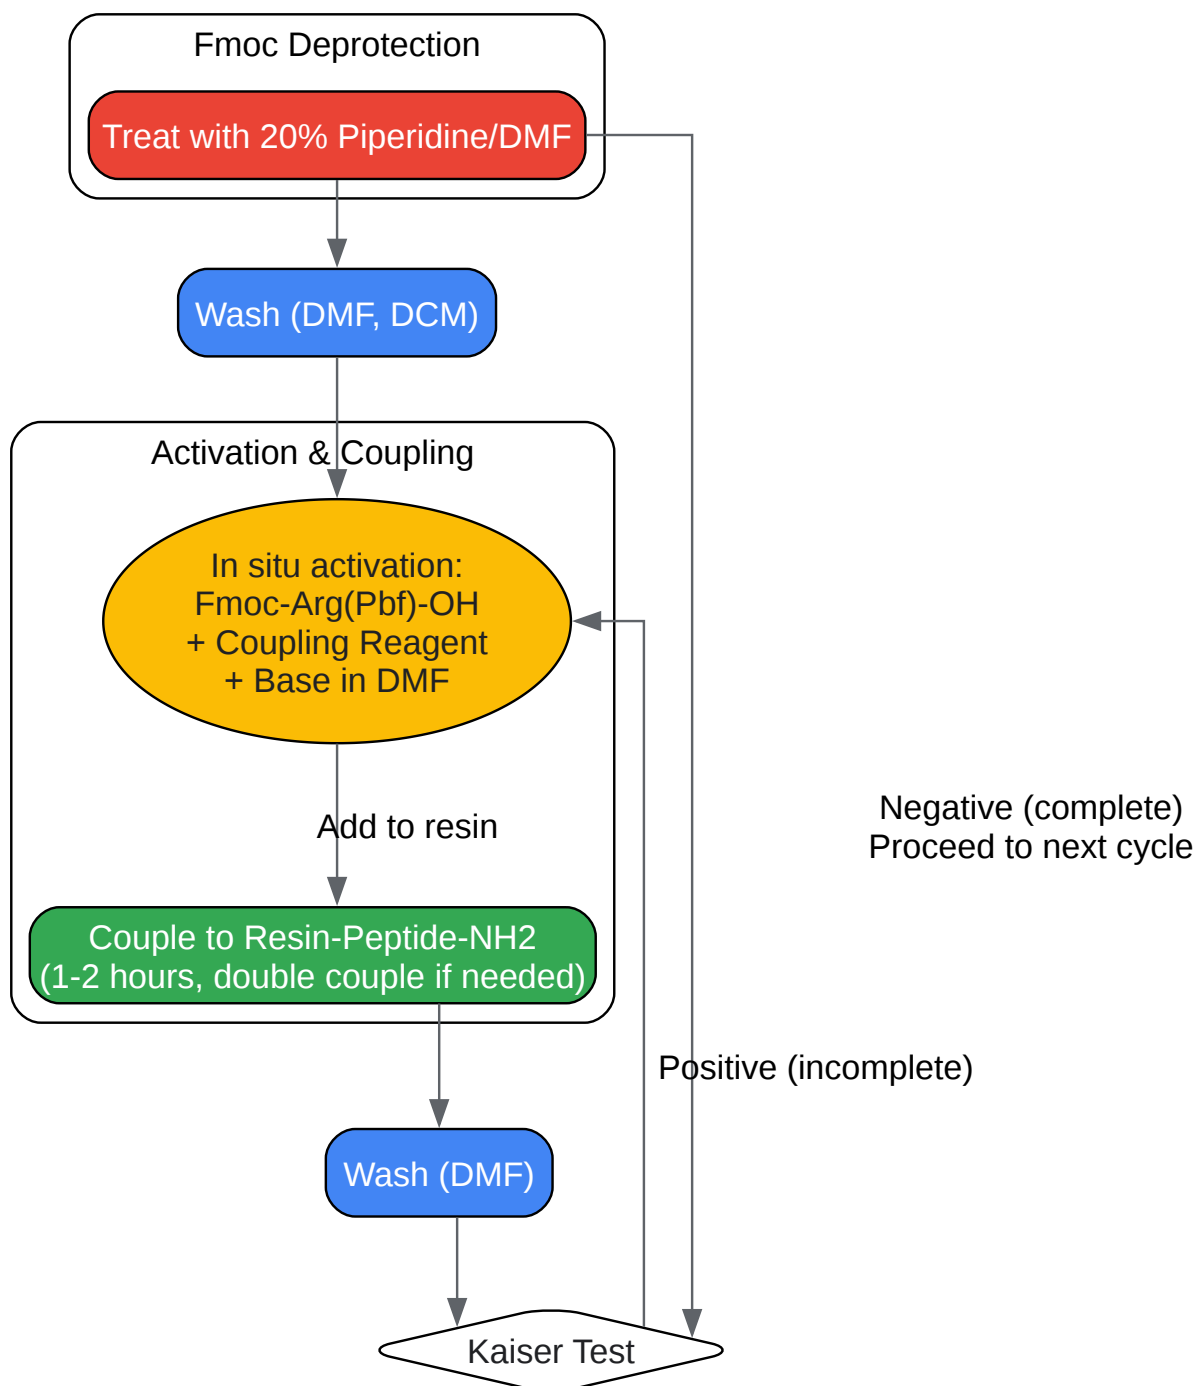 Fmoc Deprotection
Treat with 20% Piperidine/DMF
Wash (DMF, DCM)
Activation & Coupling
In situ activation:
Fmoc-Arg(Pbf)-OH
+ Coupling Reagent
+ Base in DMF
Add to resin
Negative (complete)
Proceed to next cycle
Couple to Resin-Peptide-NH2
(1-2 hours, double couple if needed)
Positive (incomplete)
Wash (DMF)
Kaiser Test